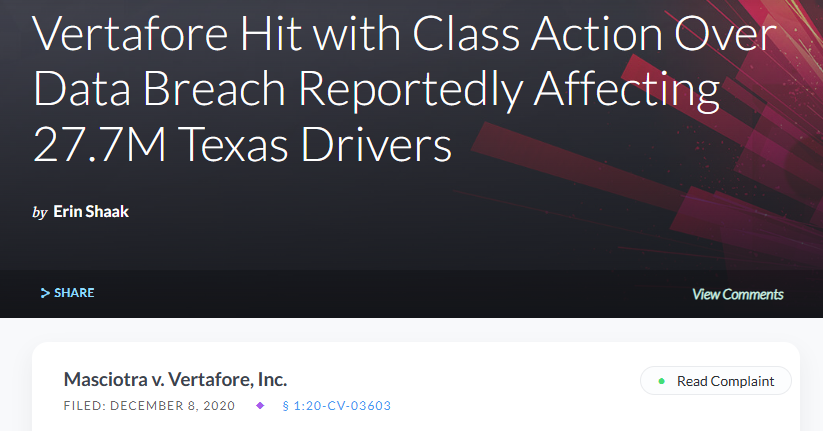 Vertafore Hit with Class Action Over
Data Breach Reportedly Affecting
27.7M Texas Drivers
by Erin Shaak
SHARE
View Comments
Masciotra v. Vertafore, Inc.
Read Complaint
FILED: DECEMBER 8, 2020 ◆ § 1:20-CV-03603